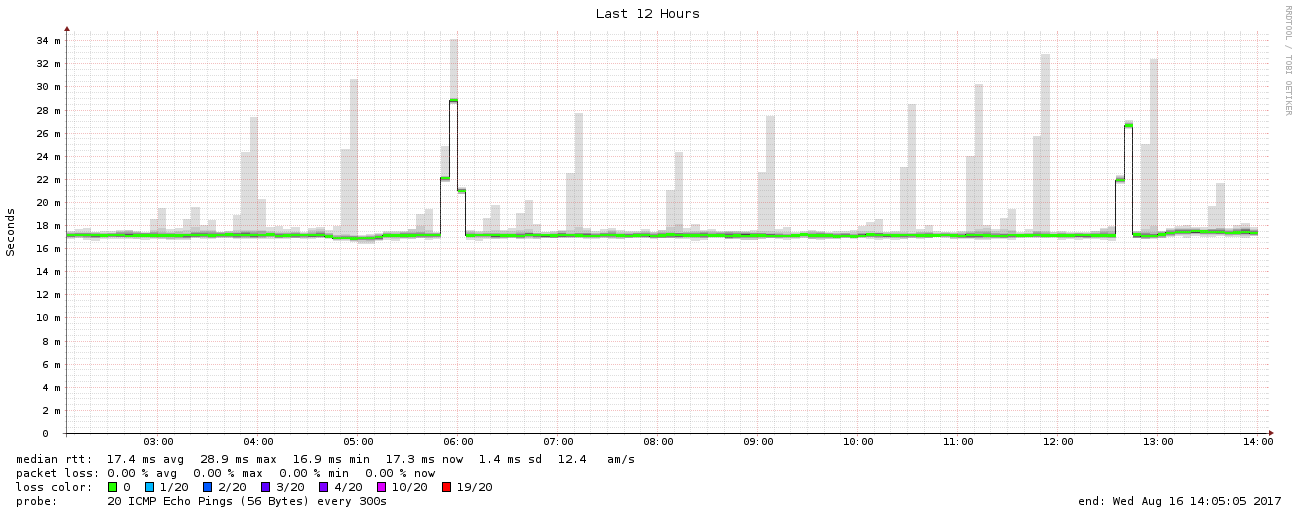 Last 12 Hours
RRDTOOL / TOBI OETIKER
Seconds
34 m
32 m
30 m
28 m
26 m
24 m
22 m
20 m
18 m
16 m
14 m
12 m
10 m
8 m
6 m
4 m
2 m
0
03:00 04:00 05:00 06:00 07:00 08:00 09:00 10:00 11:00 12:00 13:00 14:00
median rtt: 17.4 ms avg 28.9 ms max 16.9 ms min 17.3 ms now 1.4 ms sd 12.4 am/s
packet loss: 0.00 % avg 0.00 % max 0.00 % min 0.00 % now
loss color: 0 1/20 2/20 3/20 4/20 10/20 19/20
probe: 20 ICMP Echo Pings (56 Bytes) every 300s end: Wed Aug 16 14:05:05 2017